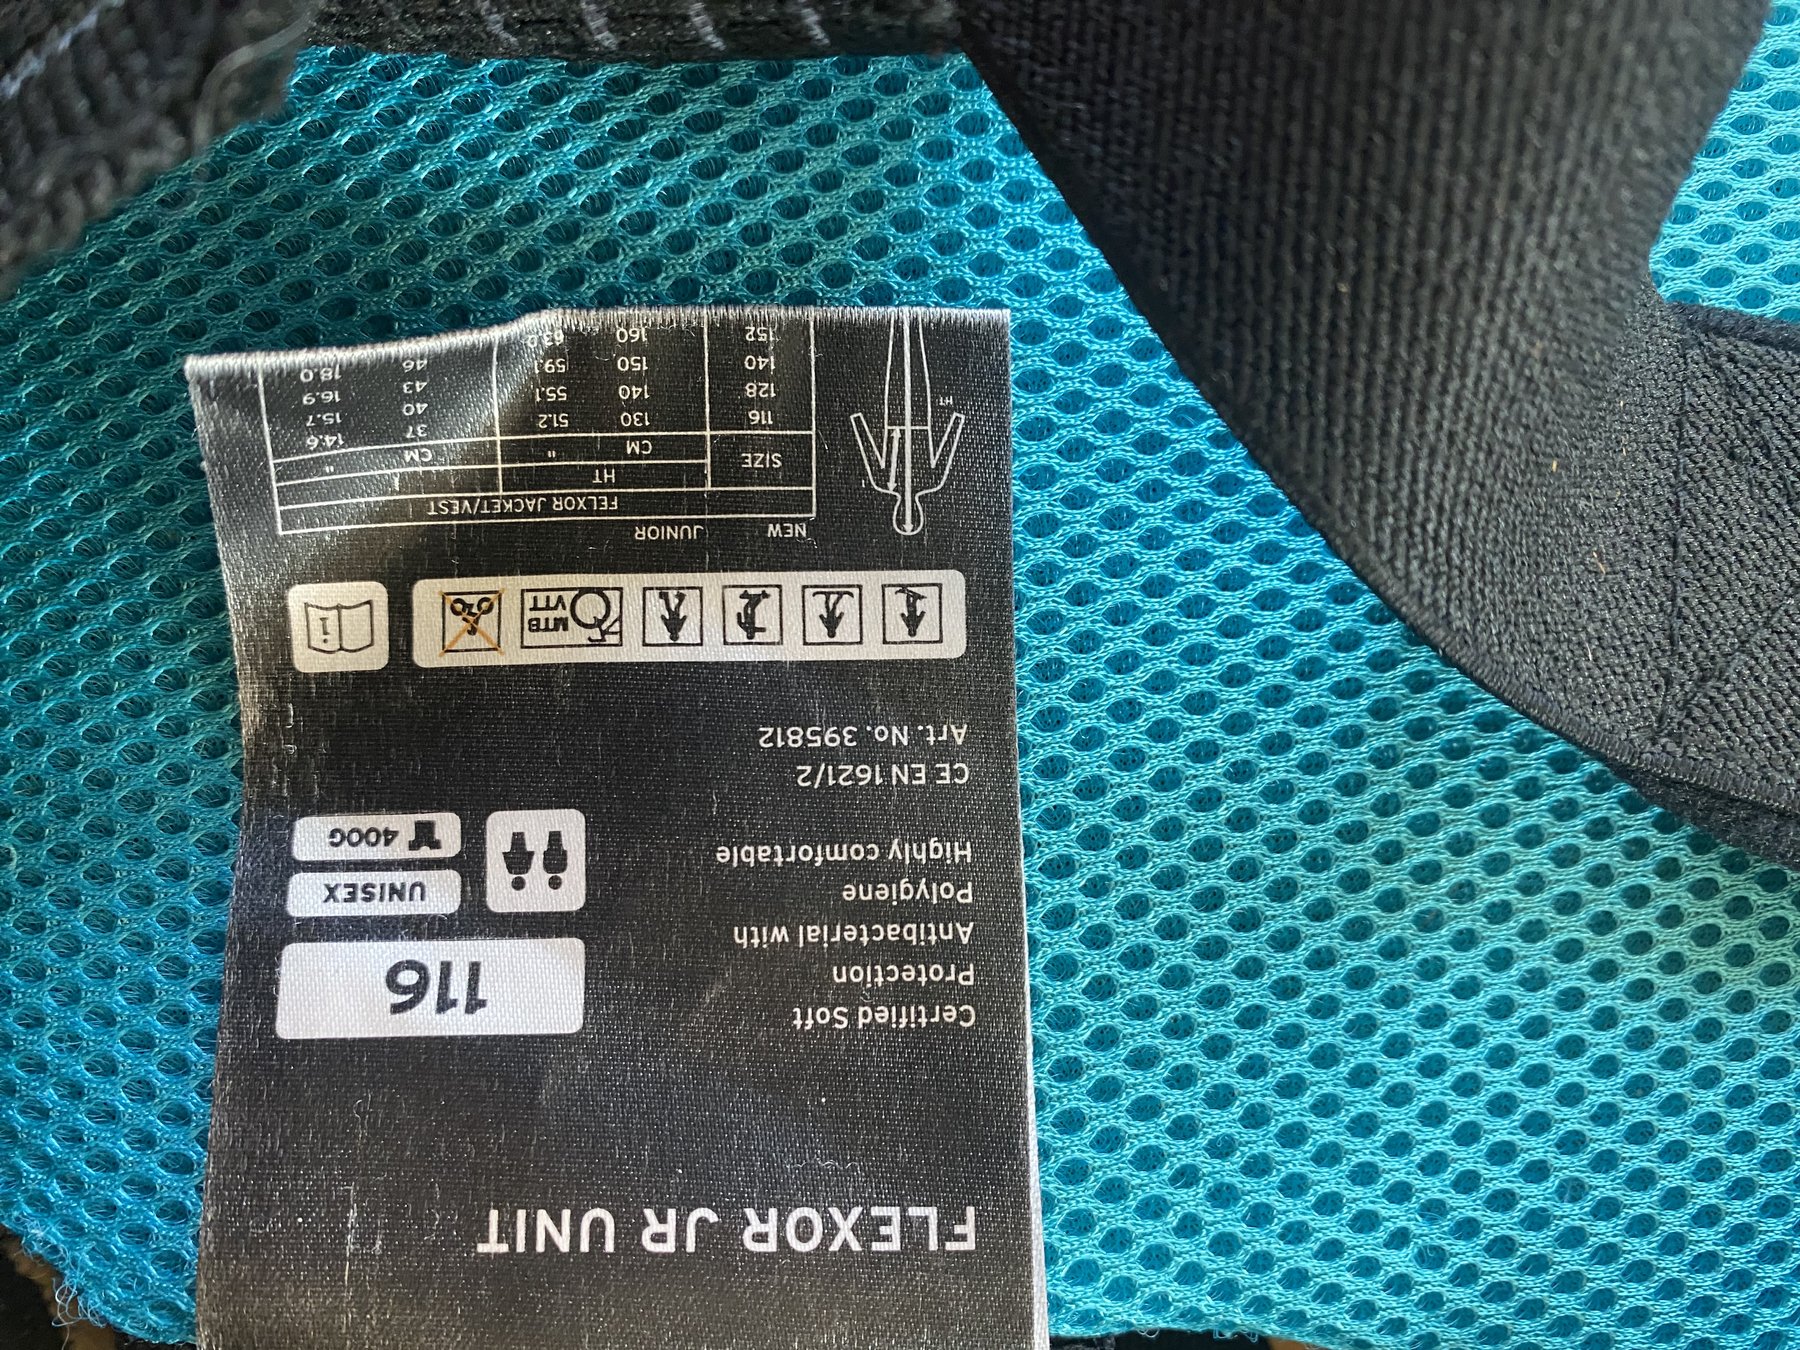 FLEXOR JR UNIT
Certified Soft
Protection
Antibacterial with
Polygiene
Highly comfortable
116
UNISEX
400G
CE EN 1621/2
Art. No. 395812
MTB
VTT
i
NEW JUNIOR
FELXOR JACKET/VEST
SIZE HT
CM " CM "
116 130 51.2 37 14.6
128 140 55.1 40 15.7
140 150 59.1 43 16.9
152 160 63.0 46 18.0
HT